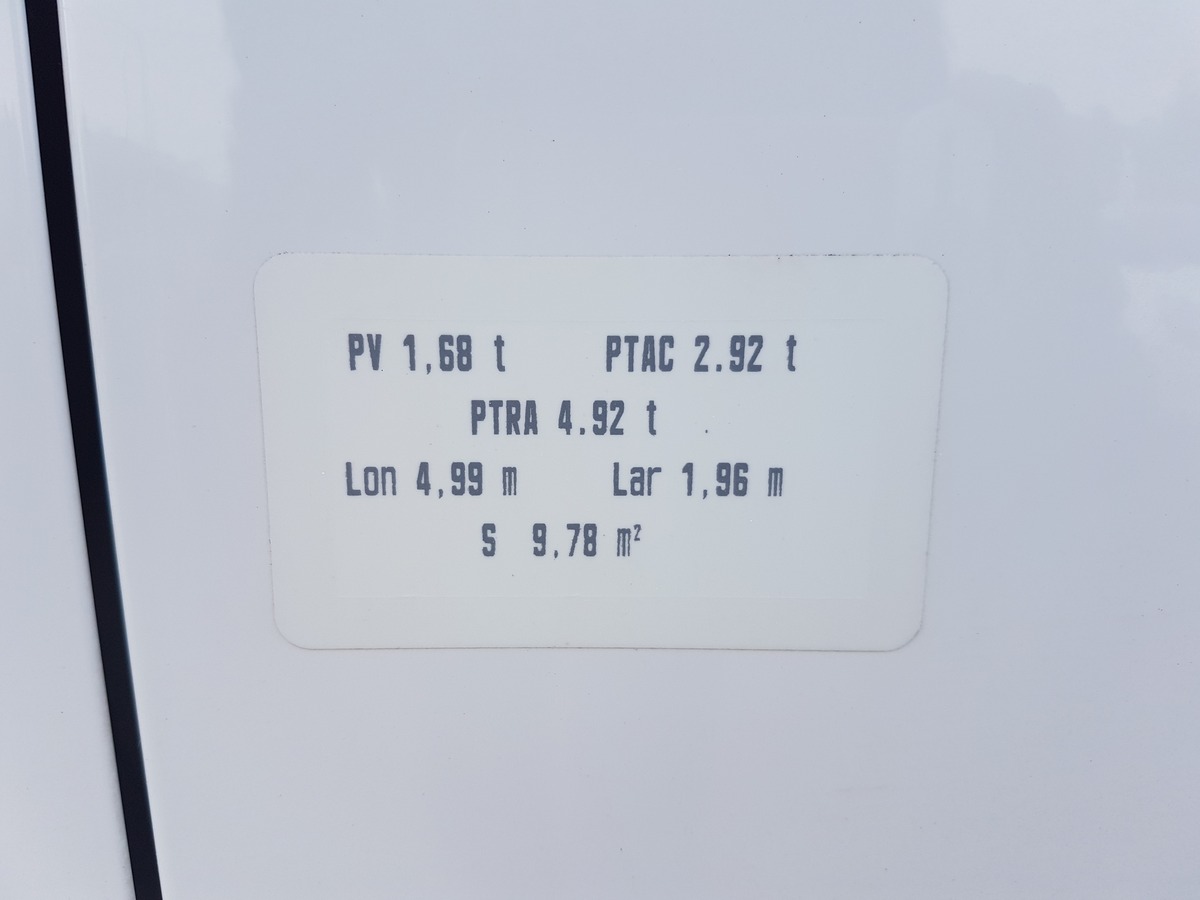 PV 1,68 t PTAC 2.92 t
PTRA 4.92 t
Lon 4,99 m Lar 1,96 m
S 9,78 m²